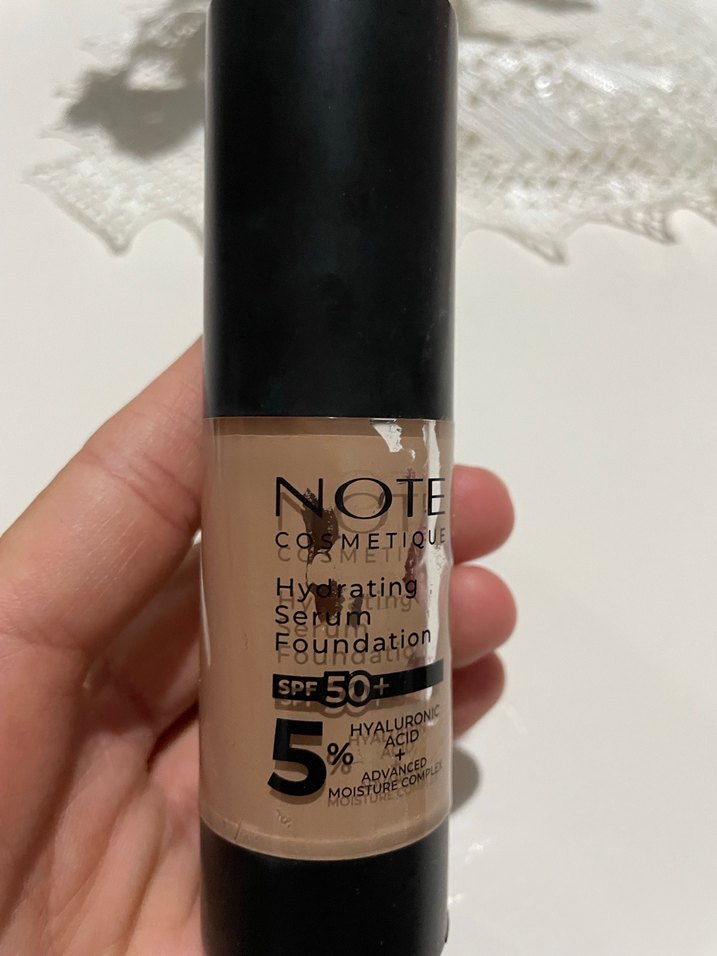 NOTE
COSMETIQUE
Hydrating
Serum
Foundation
SPF 50+
5%
HYALURONIC
ACID
+
ADVANCED
MOISTURE COMPLEX